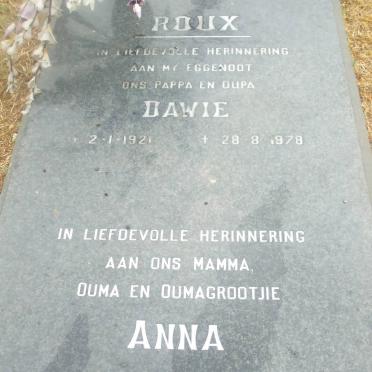 ROUX
IN LIEFDEVOLLE HERINNERING
AAN MY EGGENOOT
ONS PAPPA EN OUPA
DAWIE
* 2-1-1921 + 28-8-1978
IN LIEFDEVOLLE HERINNERING
AAN ONS MAMMA,
OUMA EN OUMAGROOTJIE
ANNA